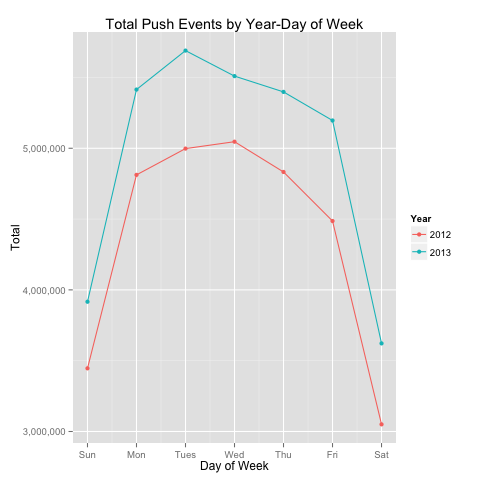 Total Push Events by Year-Day of Week
5,000,000
4,000,000
3,000,000
Total
Sun Mon Tues Wed Thu Fri Sat
Day of Week
Year
2012
2013